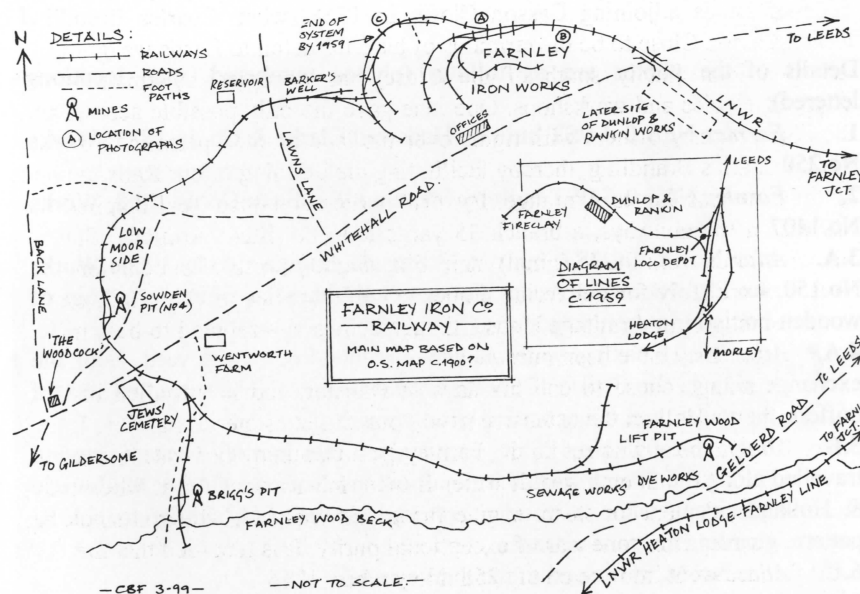 N
DETAILS:
RAILWAYS
ROADS
FOOT
PATHS
MINES
A LOCATION OF
PHOTOGRAPHS
END OF
SYSTEM
BY 1959
C
A
B
FARNLEY
IRON WORKS
TO LEEDS
RESERVOIR
HARKER'S
WELL
OFFICES
LATER SITE
OF DUNLOP &
RANKIN WORKS
L.N.W.R.
TO
FARNLEY
JCT.
LAWNS LANE
WHITEHALL ROAD
LOW
MOOR
SIDE
BACK LANE
SOWDEN
PIT (No 2)
'THE
WOODCOCK'
LEEDS
FARNLEY
FIRECLAY
DUNLOP &
RANKIN
FARNLEY
LOCO DEPOT
DIAGRAM
OF LINES
c1959
HEATON
LODGE
MORLEY
FARNLEY IRON Co
RAILWAY
MAIN MAP BASED ON
O.S. MAP c.1900?
WENTWORTH
FARM
JEWS'
CEMETERY
TO GILDERSOME
BRIGG'S PIT
FARNLEY WOOD BECK
FARNLEY WOOD
LIFT PIT
SEWAGE WORKS
DYE WORKS
GELDERD ROAD
TO LEEDS
TO FARN.
JCT.
LNWR HEATON LODGE-FARNLEY LINE
—CBF 3-99—
—NOT TO SCALE.—